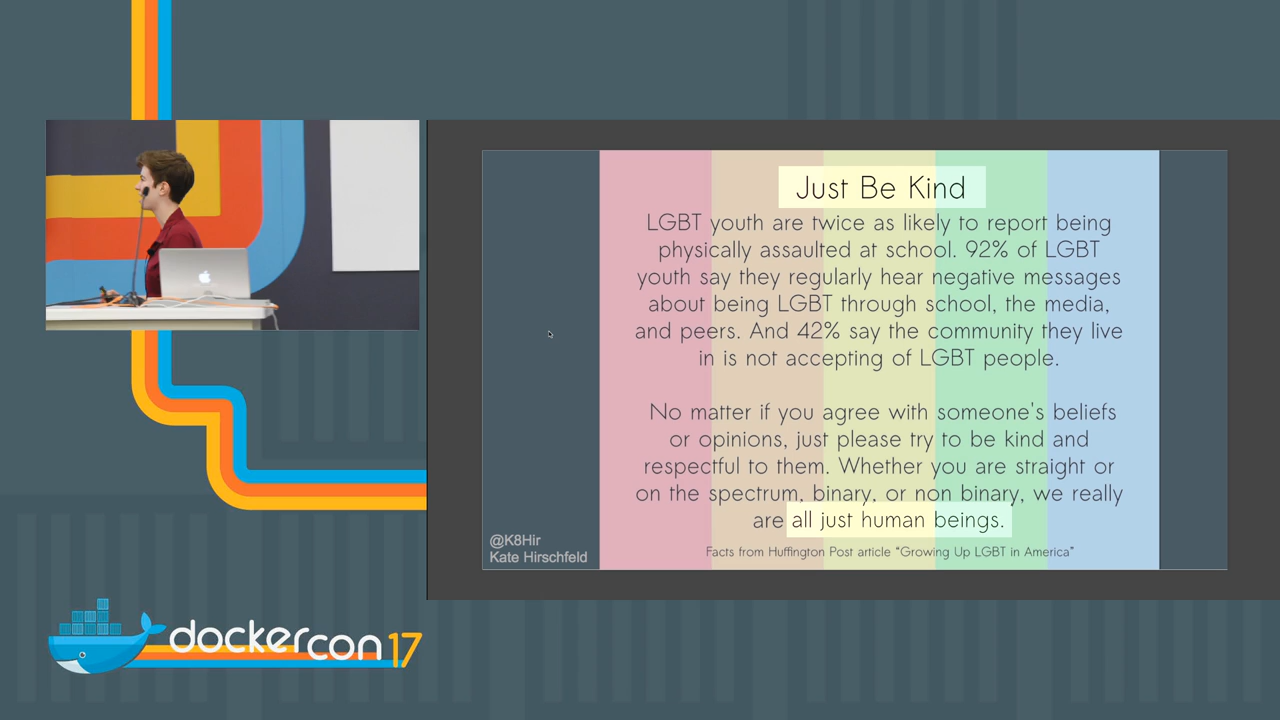 Just Be Kind
LGBT youth are twice as likely to report being
physically assaulted at school. 92% of LGBT
youth say they regularly hear negative messages
about being LGBT through school, the media,
and peers. And 42% say the community they live
in is not accepting of LGBT people.
No matter if you agree with someone's beliefs
or opinions, just please try to be kind and
respectful to them. Whether you are straight or
on the spectrum, binary, or non binary, we really
are all just human beings.
Facts from Huffington Post article “Growing Up LGBT in America”
@K8Hir
Kate Hirschfeld
dockercon 17